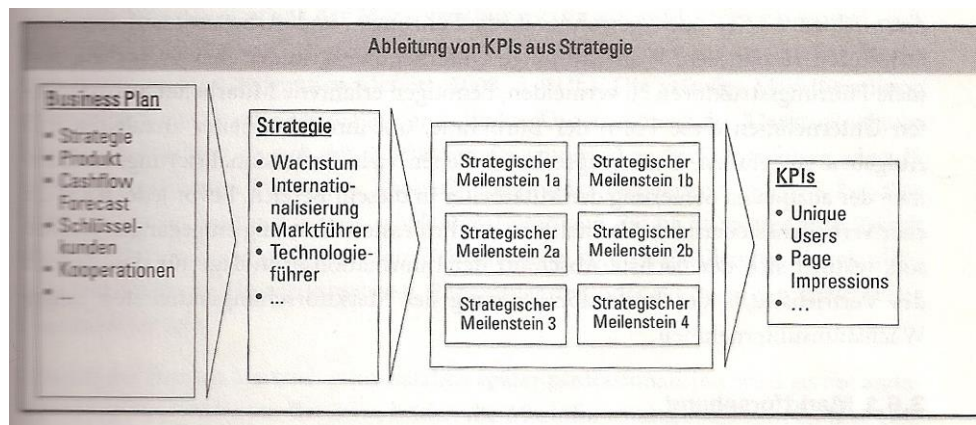 Ableitung von KPIs aus Strategie
Business Plan
• Strategie
• Produkt
• Cashflow
Forecast
• Schlüssel-
kunden
• Kooperationen
• ...
Strategie
• Wachstum
• Internatio-
nalisierung
• Marktführer
• Technologie-
führer
• ...
Strategischer
Meilenstein 1a
Strategischer
Meilenstein 1b
Strategischer
Meilenstein 2a
Strategischer
Meilenstein 2b
Strategischer
Meilenstein 3
Strategischer
Meilenstein 4
KPIs
• Unique
Users
• Page
Impressions
• ...